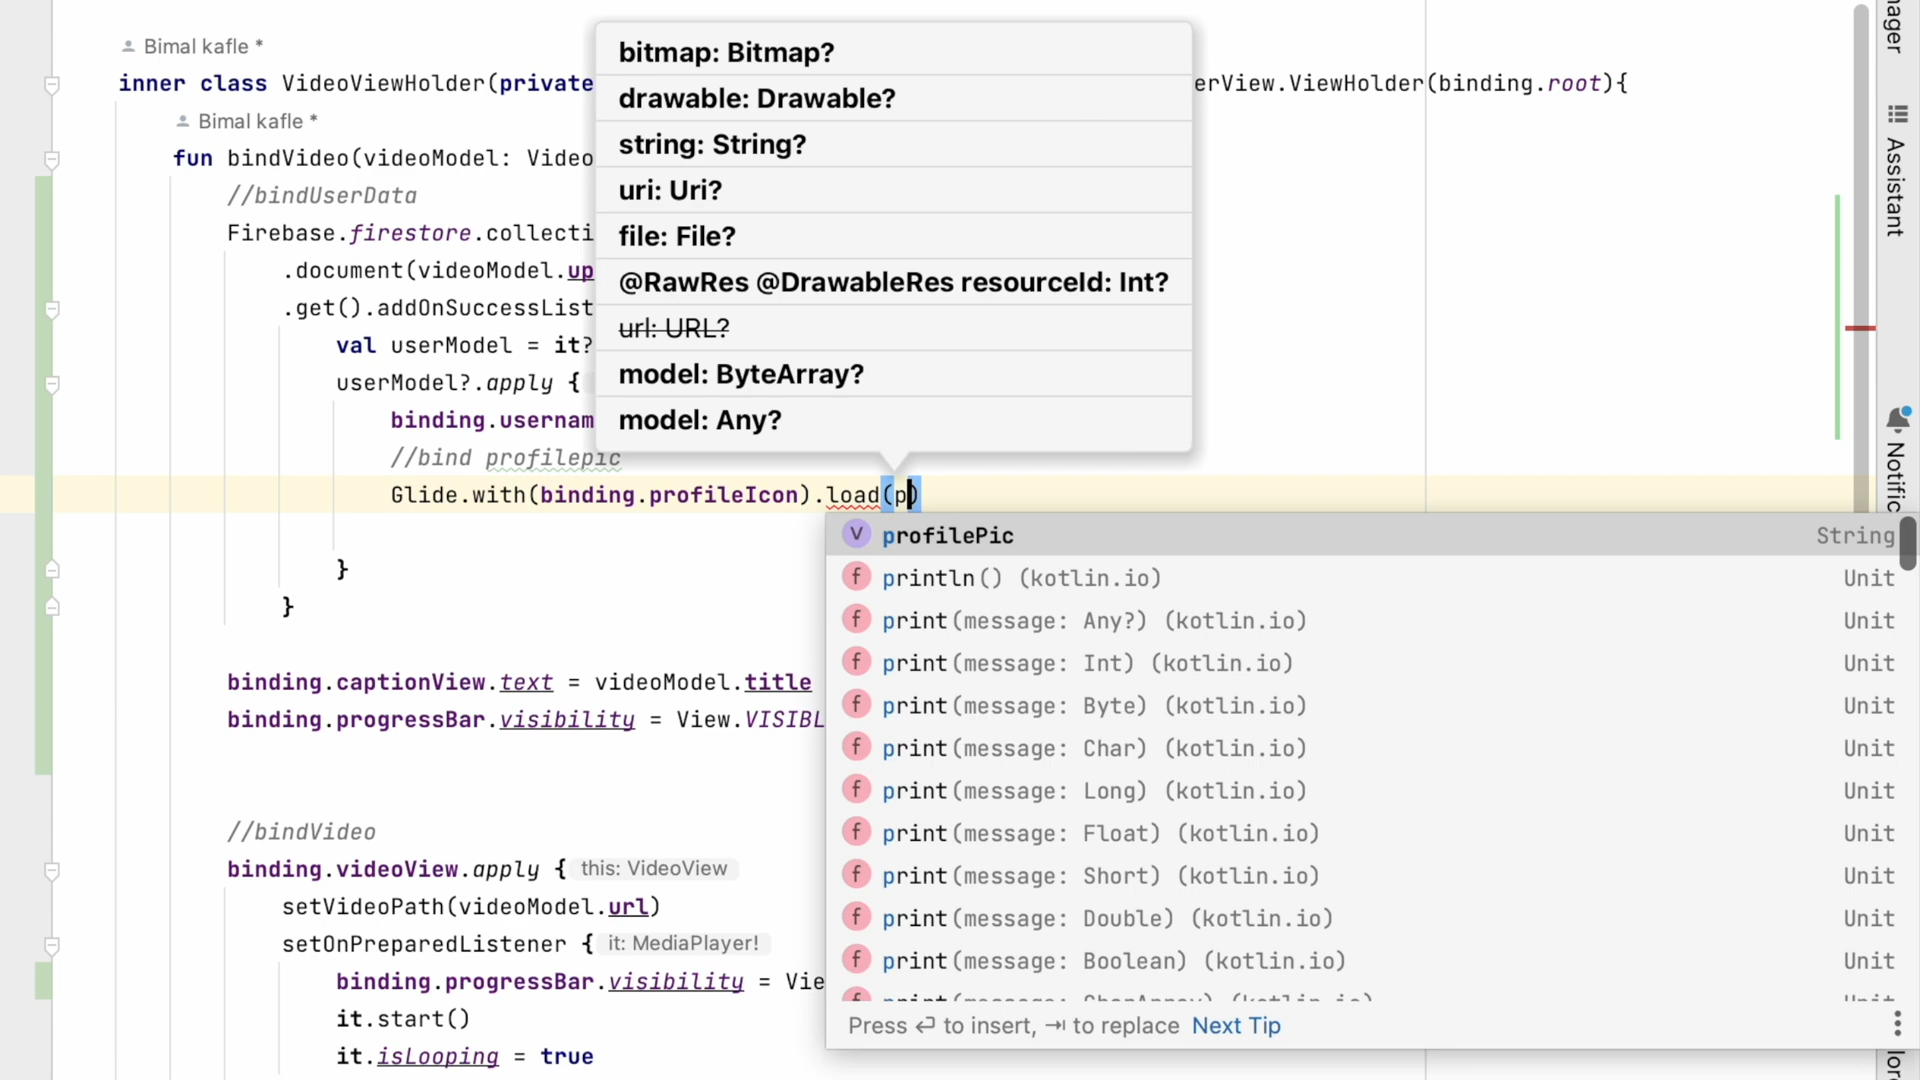 Bimal kafle *
inner class VideoViewHolder(private
erView.ViewHolder(binding.root){
Bimal kafle *
fun bindVideo(videoModel: Video
//bindUserData
Firebase.firestore.collecti
.document(videoModel.up
.get().addOnSuccessList
val userModel = it?
userModel?.apply {
binding.usernam
//bind profilepic
Glide.with(binding.profileIcon).load(p)
}
}
binding.captionView.text = videoModel.title
binding.progressBar.visibility = View.VISIBL
//bindVideo
binding.videoView.apply { this: VideoView
setVideoPath(videoModel.url)
setOnPreparedListener { it: MediaPlayer!
binding.progressBar.visibility = Vie
it.start()
it.isLooping = true
bitmap: Bitmap?
drawable: Drawable?
string: String?
uri: Uri?
file: File?
@RawRes @DrawableRes resourceId: Int?
url: URL?
model: ByteArray?
model: Any?
V profilePic String
f println() (kotlin.io) Unit
f print(message: Any?) (kotlin.io) Unit
f print(message: Int) (kotlin.io) Unit
f print(message: Byte) (kotlin.io) Unit
f print(message: Char) (kotlin.io) Unit
f print(message: Long) (kotlin.io) Unit
f print(message: Float) (kotlin.io) Unit
f print(message: Short) (kotlin.io) Unit
f print(message: Double) (kotlin.io) Unit
f print(message: Boolean) (kotlin.io) Unit
f print(message: CharArray) (kotlin.io) Unit
Press ⏎ to insert, ⇥ to replace Next Tip
nager
Assistant
Notific